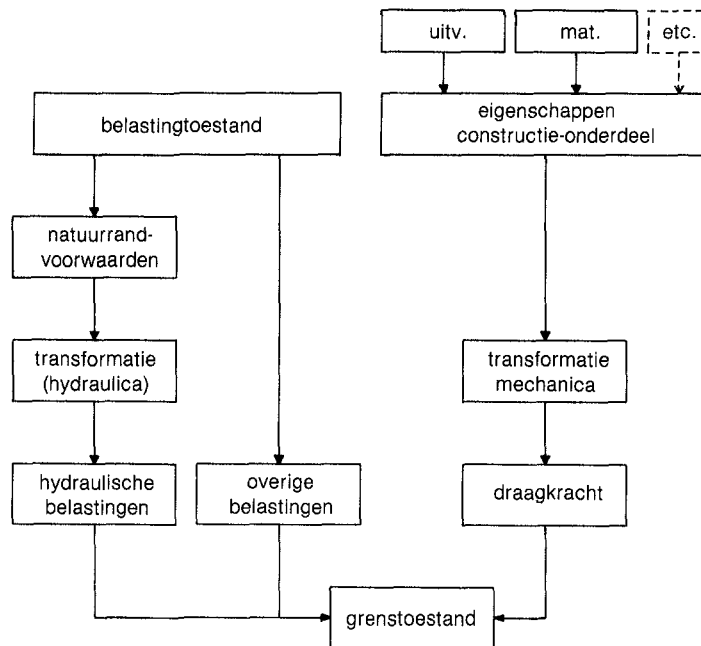 uitv.
mat.
etc.
belastingtoestand
eigenschappen
constructie-onderdeel
natuurrand-
voorwaarden
transformatie
(hydraulica)
transformatie
mechanica
hydraulische
belastingen
overige
belastingen
draagkracht
grenstoestand